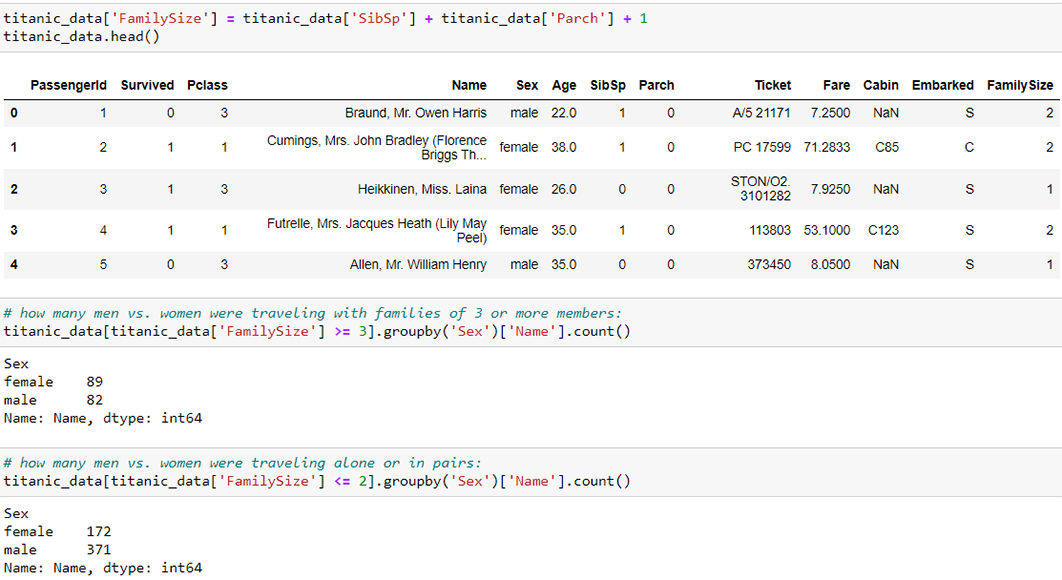 titanic_data['FamilySize'] = titanic_data['SibSp'] + titanic_data['Parch'] + 1
titanic_data.head()
PassengerId Survived Pclass Name Sex Age SibSp Parch Ticket Fare Cabin Embarked FamilySize
0 1 0 3 Braund, Mr. Owen Harris male 22.0 1 0 A/5 21171 7.2500 NaN S 2
1 2 1 1 Cumings, Mrs. John Bradley (Florence Briggs Th... female 38.0 1 0 PC 17599 71.2833 C85 C 2
2 3 1 3 Heikkinen, Miss. Laina female 26.0 0 0 STON/O2. 3101282 7.9250 NaN S 1
3 4 1 1 Futrelle, Mrs. Jacques Heath (Lily May Peel) female 35.0 1 0 113803 53.1000 C123 S 2
4 5 0 3 Allen, Mr. William Henry male 35.0 0 0 373450 8.0500 NaN S 1
# how many men vs. women were traveling with families of 3 or more members:
titanic_data[titanic_data['FamilySize'] >= 3].groupby('Sex')['Name'].count()
Sex
female 89
male 82
Name: Name, dtype: int64
# how many men vs. women were traveling alone or in pairs:
titanic_data[titanic_data['FamilySize'] <= 2].groupby('Sex')['Name'].count()
Sex
female 172
male 371
Name: Name, dtype: int64